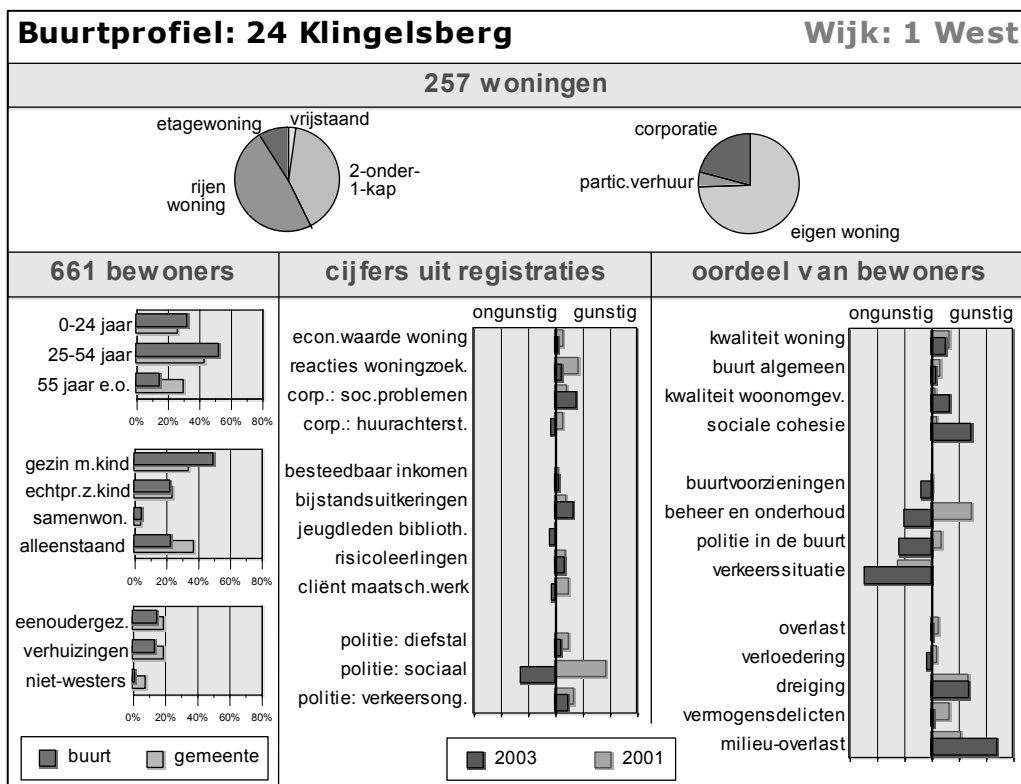 Buurtprofiel: 24 Klingelsberg Wijk: 1 West
257 woningen
etagewoning
vrijstaand
2-onder-
1-kap
rijen
woning
corporatie
partic.verhuur
eigen woning
661 bewoners
0-24 jaar
25-54 jaar
55 jaar e.o.
0% 20% 40% 60% 80%
gezin m.kind
echtpr.z.kind
samenwon.
alleenstaand
0% 20% 40% 60% 80%
eenoudergez.
verhuizingen
niet-westers
0% 20% 40% 60% 80%
buurt gemeente
cijfers uit registraties
ongunstig gunstig
econ.waarde woning
reacties woningzoek.
corp.: soc.problemen
corp.: huurachterst.
besteedbaar inkomen
bijstandsuitkeringen
jeugdleden biblioth.
risicoleerlingen
cliënt maatsch.werk
politie: diefstal
politie: sociaal
politie: verkeersong.
2003 2001
oordeel van bewoners
ongunstig gunstig
kwaliteit woning
buurt algemeen
kwaliteit woonomgev.
sociale cohesie
buurtvoorzieningen
beheer en onderhoud
politie in de buurt
verkeerssituatie
overlast
verloedering
dreiging
vermogensdelicten
milieu-overlast